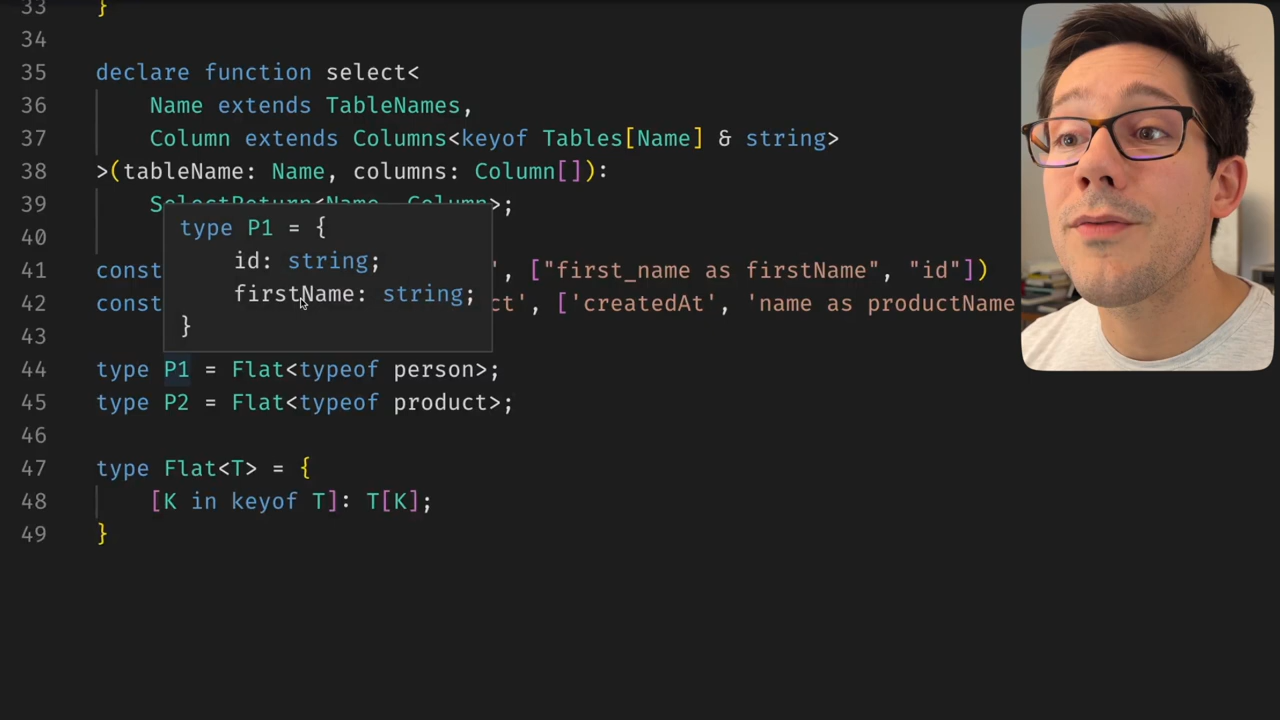 33 }
34
35 declare function select<
36 Name extends TableNames,
37 Column extends Columns<keyof Tables[Name] & string>
38 >(tableName: Name, columns: Column[]):
39 SelectReturn<Name, Column>;
40
type P1 = {
id: string;
firstName: string;
}
41 const ', ["first_name as firstName", "id"])
42 const ct', ['createdAt', 'name as productName
43
44 type P1 = Flat<typeof person>;
45 type P2 = Flat<typeof product>;
46
47 type Flat<T> = {
48 [K in keyof T]: T[K];
49 }